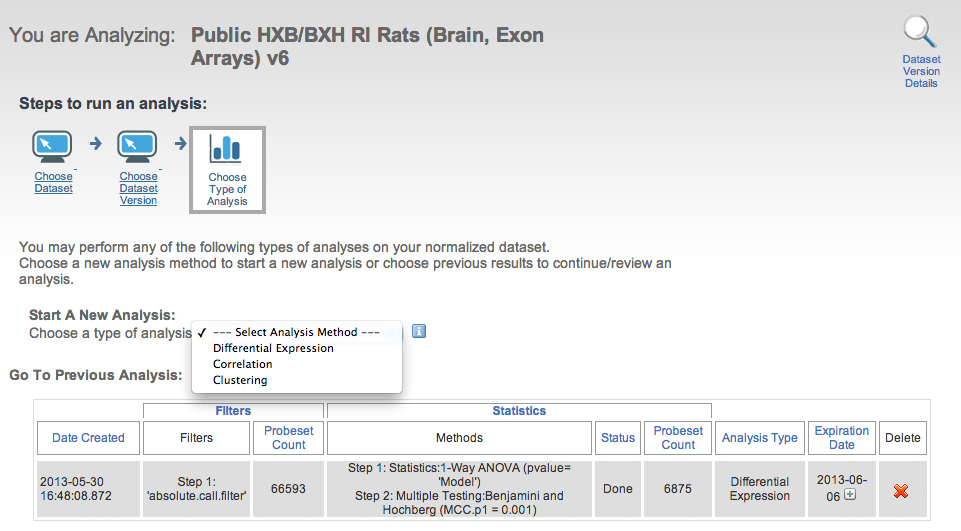 You are Analyzing: Public HXB/BXH RI Rats (Brain, Exon
Arrays) v6
Dataset
Version
Details
Steps to run an analysis:
Choose
Dataset
Choose
Dataset
Version
Choose
Type of
Analysis
You may perform any of the following types of analyses on your normalized dataset.
Choose a new analysis method to start a new analysis or choose previous results to continue/review an
analysis.
Start A New Analysis:
Choose a type of analysis
✓ --- Select Analysis Method ---
Differential Expression
Correlation
Clustering
i
Go To Previous Analysis:
Filters Statistics
Date Created Filters Probeset Count Methods Status Probeset Count Analysis Type Expiration Date Delete
2013-05-30
16:48:08.872
Step 1:
'absolute.call.filter'
66593
Step 1: Statistics:1-Way ANOVA (pvalue=
'Model')
Step 2: Multiple Testing:Benjamini and
Hochberg (MCC.p1 = 0.001)
Done
6875
Differential
Expression
2013-06-
06